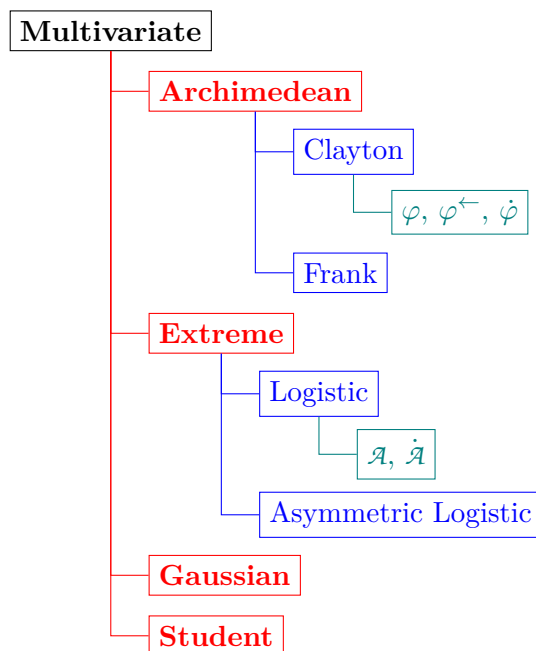 Multivariate
Archimedean
Clayton
φ, φ←, φ̇
Frank
Extreme
Logistic
𝒜, 𝒜̇
Asymmetric Logistic
Gaussian
Student